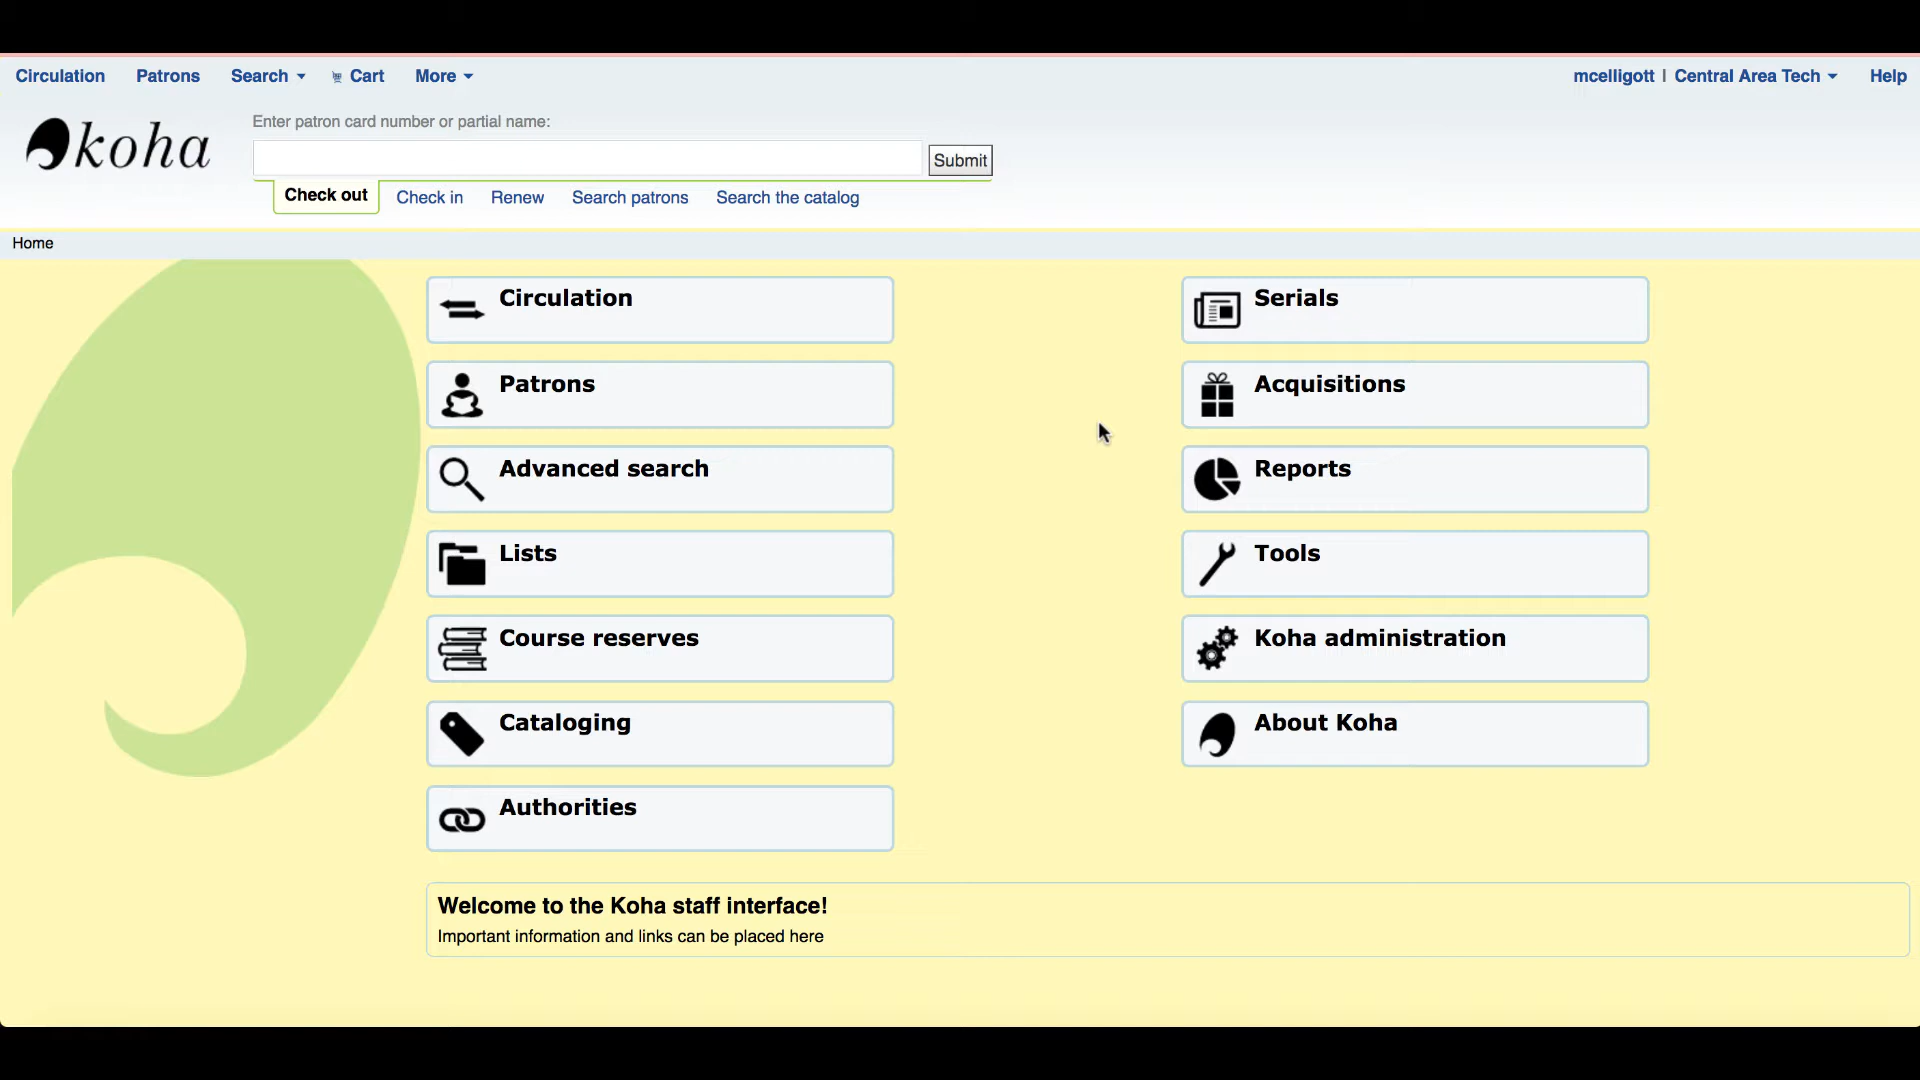 Circulation Patrons Search Cart More mcelligott | Central Area Tech Help
Enter patron card number or partial name:
koha
Submit
Check out Check in Renew Search patrons Search the catalog
Home
Circulation
Serials
Patrons
Acquisitions
Advanced search
Reports
Lists
Tools
Course reserves
Koha administration
Cataloging
About Koha
Authorities
Welcome to the Koha staff interface!
Important information and links can be placed here